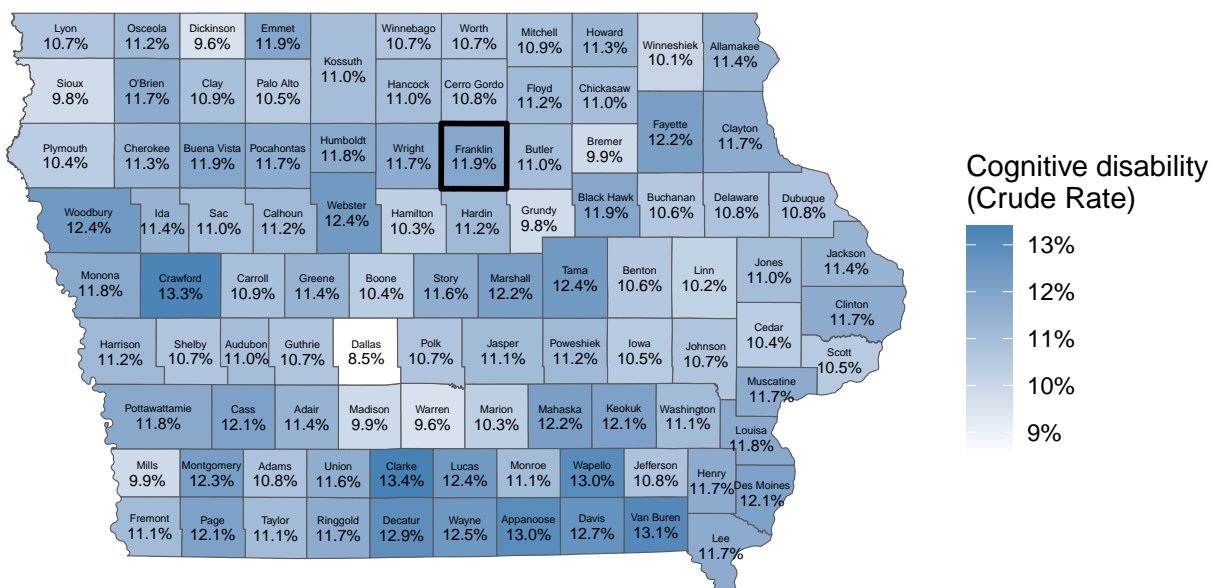 Lyon
10.7%
Osceola
11.2%
Dickinson
9.6%
Emmet
11.9%
Kossuth
11.0%
Winnebago
10.7%
Worth
10.7%
Mitchell
10.9%
Howard
11.3%
Winneshiek
10.1%
Allamakee
11.4%
Sioux
9.8%
O'Brien
11.7%
Clay
10.9%
Palo Alto
10.5%
Hancock
11.0%
Cerro Gordo
10.8%
Floyd
11.2%
Chickasaw
11.0%
Fayette
12.2%
Clayton
11.7%
Plymouth
10.4%
Cherokee
11.3%
Buena Vista
11.9%
Pocahontas
11.7%
Humboldt
11.8%
Wright
11.7%
Franklin
11.9%
Butler
11.0%
Bremer
9.9%
Woodbury
12.4%
Ida
11.4%
Sac
11.0%
Calhoun
11.2%
Webster
12.4%
Hamilton
10.3%
Hardin
11.2%
Grundy
9.8%
Black Hawk
11.9%
Buchanan
10.6%
Delaware
10.8%
Dubuque
10.8%
Monona
11.8%
Crawford
13.3%
Carroll
10.9%
Greene
11.4%
Boone
10.4%
Story
11.6%
Marshall
12.2%
Tama
12.4%
Benton
10.6%
Linn
10.2%
Jones
11.0%
Jackson
11.4%
Clinton
11.7%
Harrison
11.2%
Shelby
10.7%
Audubon
11.0%
Guthrie
10.7%
Dallas
8.5%
Polk
10.7%
Jasper
11.1%
Poweshiek
11.2%
Iowa
10.5%
Johnson
10.7%
Cedar
10.4%
Scott
10.5%
Muscatine
11.7%
Pottawattamie
11.8%
Cass
12.1%
Adair
11.4%
Madison
9.9%
Warren
9.6%
Marion
10.3%
Mahaska
12.2%
Keokuk
12.1%
Washington
11.1%
Louisa
11.8%
Mills
9.9%
Montgomery
12.3%
Adams
10.8%
Union
11.6%
Clarke
13.4%
Lucas
12.4%
Monroe
11.1%
Wapello
13.0%
Jefferson
10.8%
Henry
11.7%
Des Moines
12.1%
Fremont
11.1%
Page
12.1%
Taylor
11.1%
Ringgold
11.7%
Decatur
12.9%
Wayne
12.5%
Appanoose
13.0%
Davis
12.7%
Van Buren
13.1%
Lee
11.7%
Cognitive disability
(Crude Rate)
13%
12%
11%
10%
9%